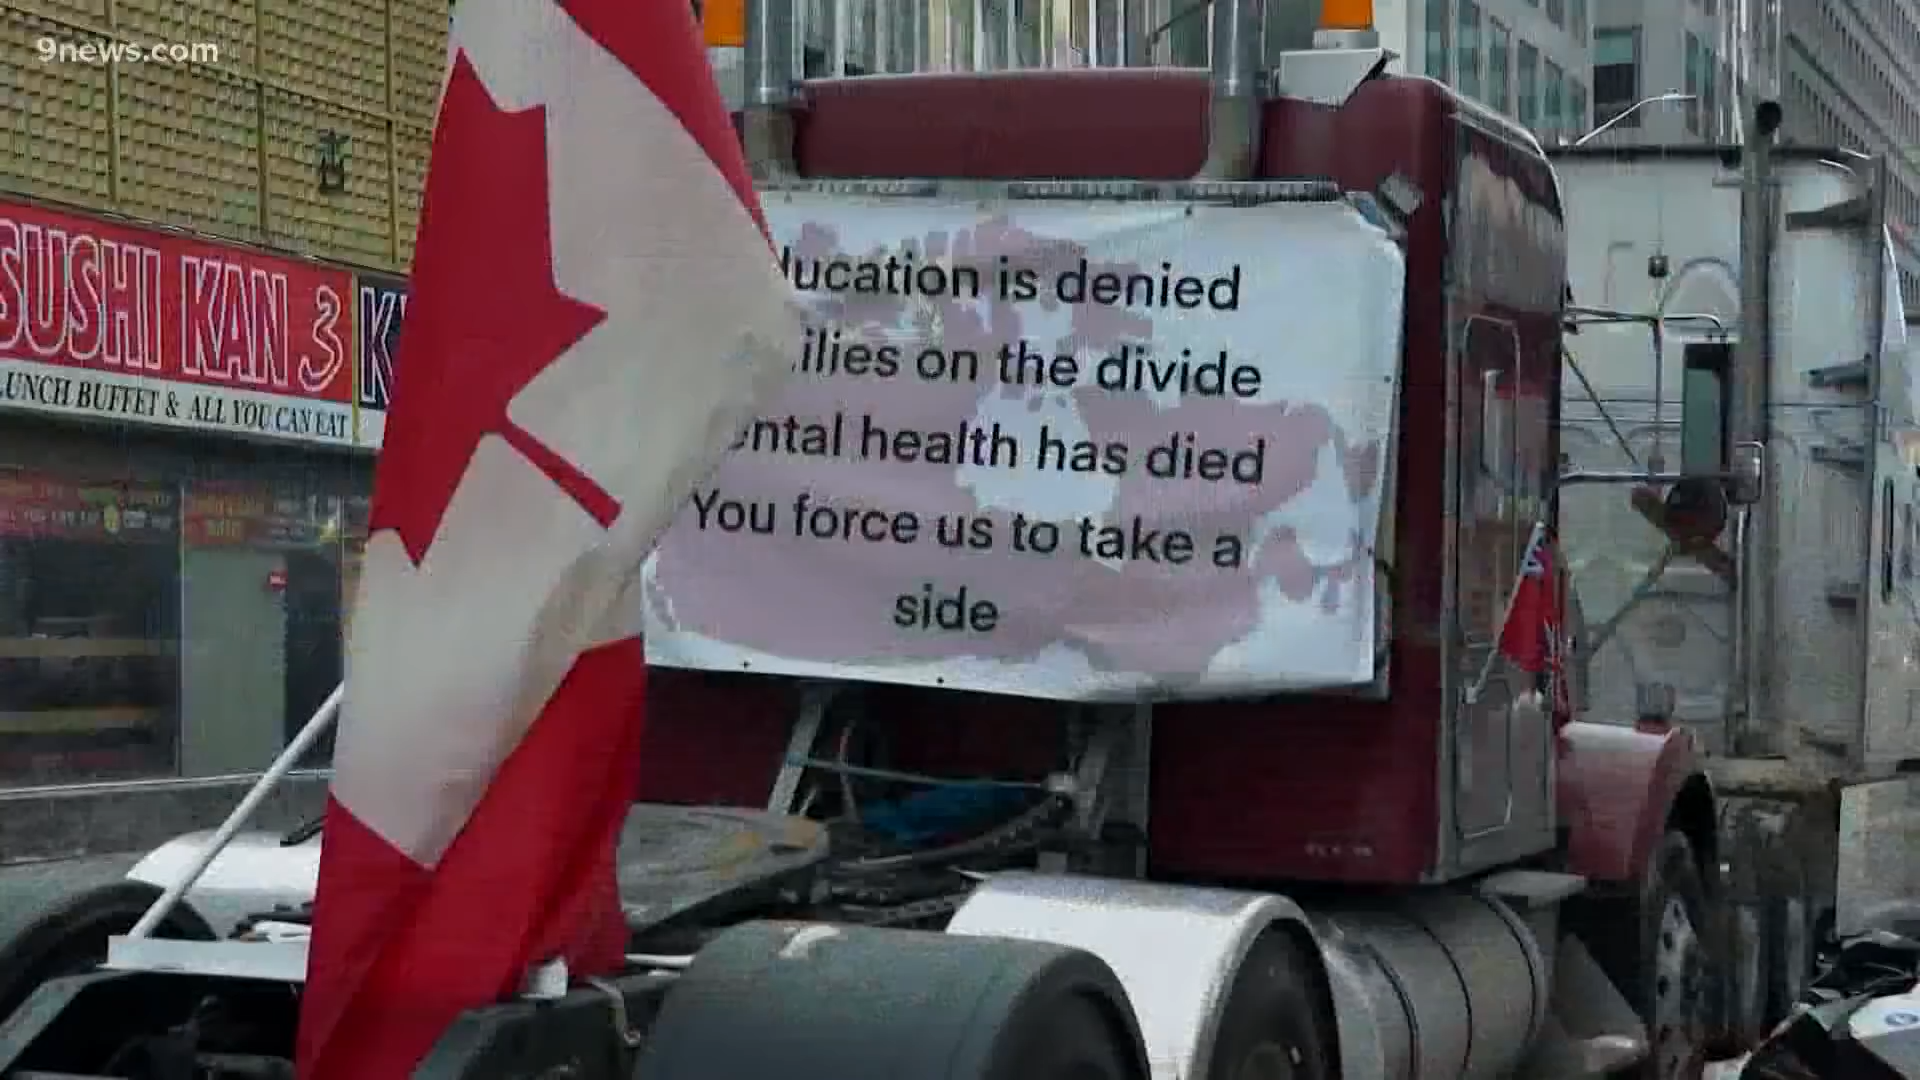 9news.com
SUSHI KAN 3
LUNCH BUFFET & ALL YOU CAN EAT
K
ducation is denied
ilies on the divide
ental health has died
You force us to take a
side